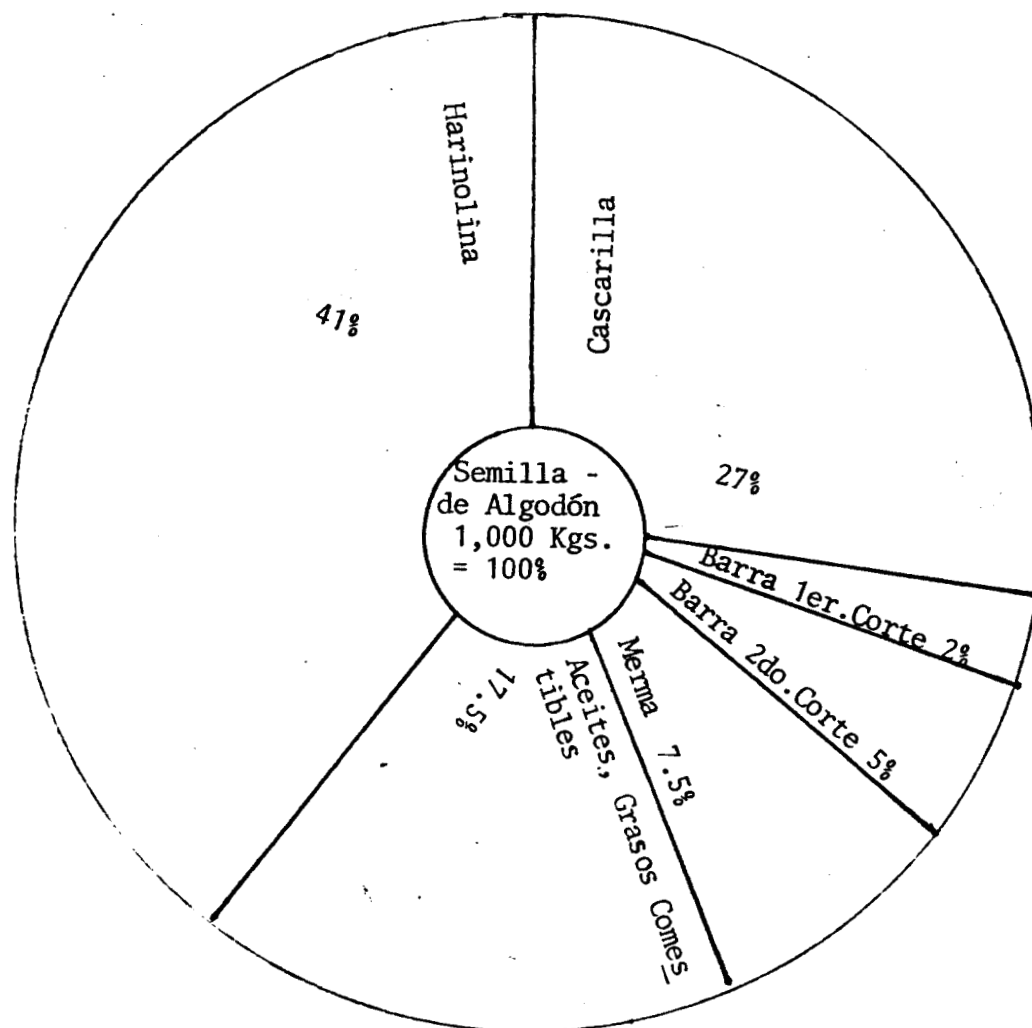 Harinolina
41%
Cascarilla
27%
Semilla -
de Algodón
1,000 Kgs.
= 100%
Barra 1er.Corte 2%
Barra 2do.Corte 5%
Merma 7.5%
Aceites, Grasos Comes
tibles
17.5%